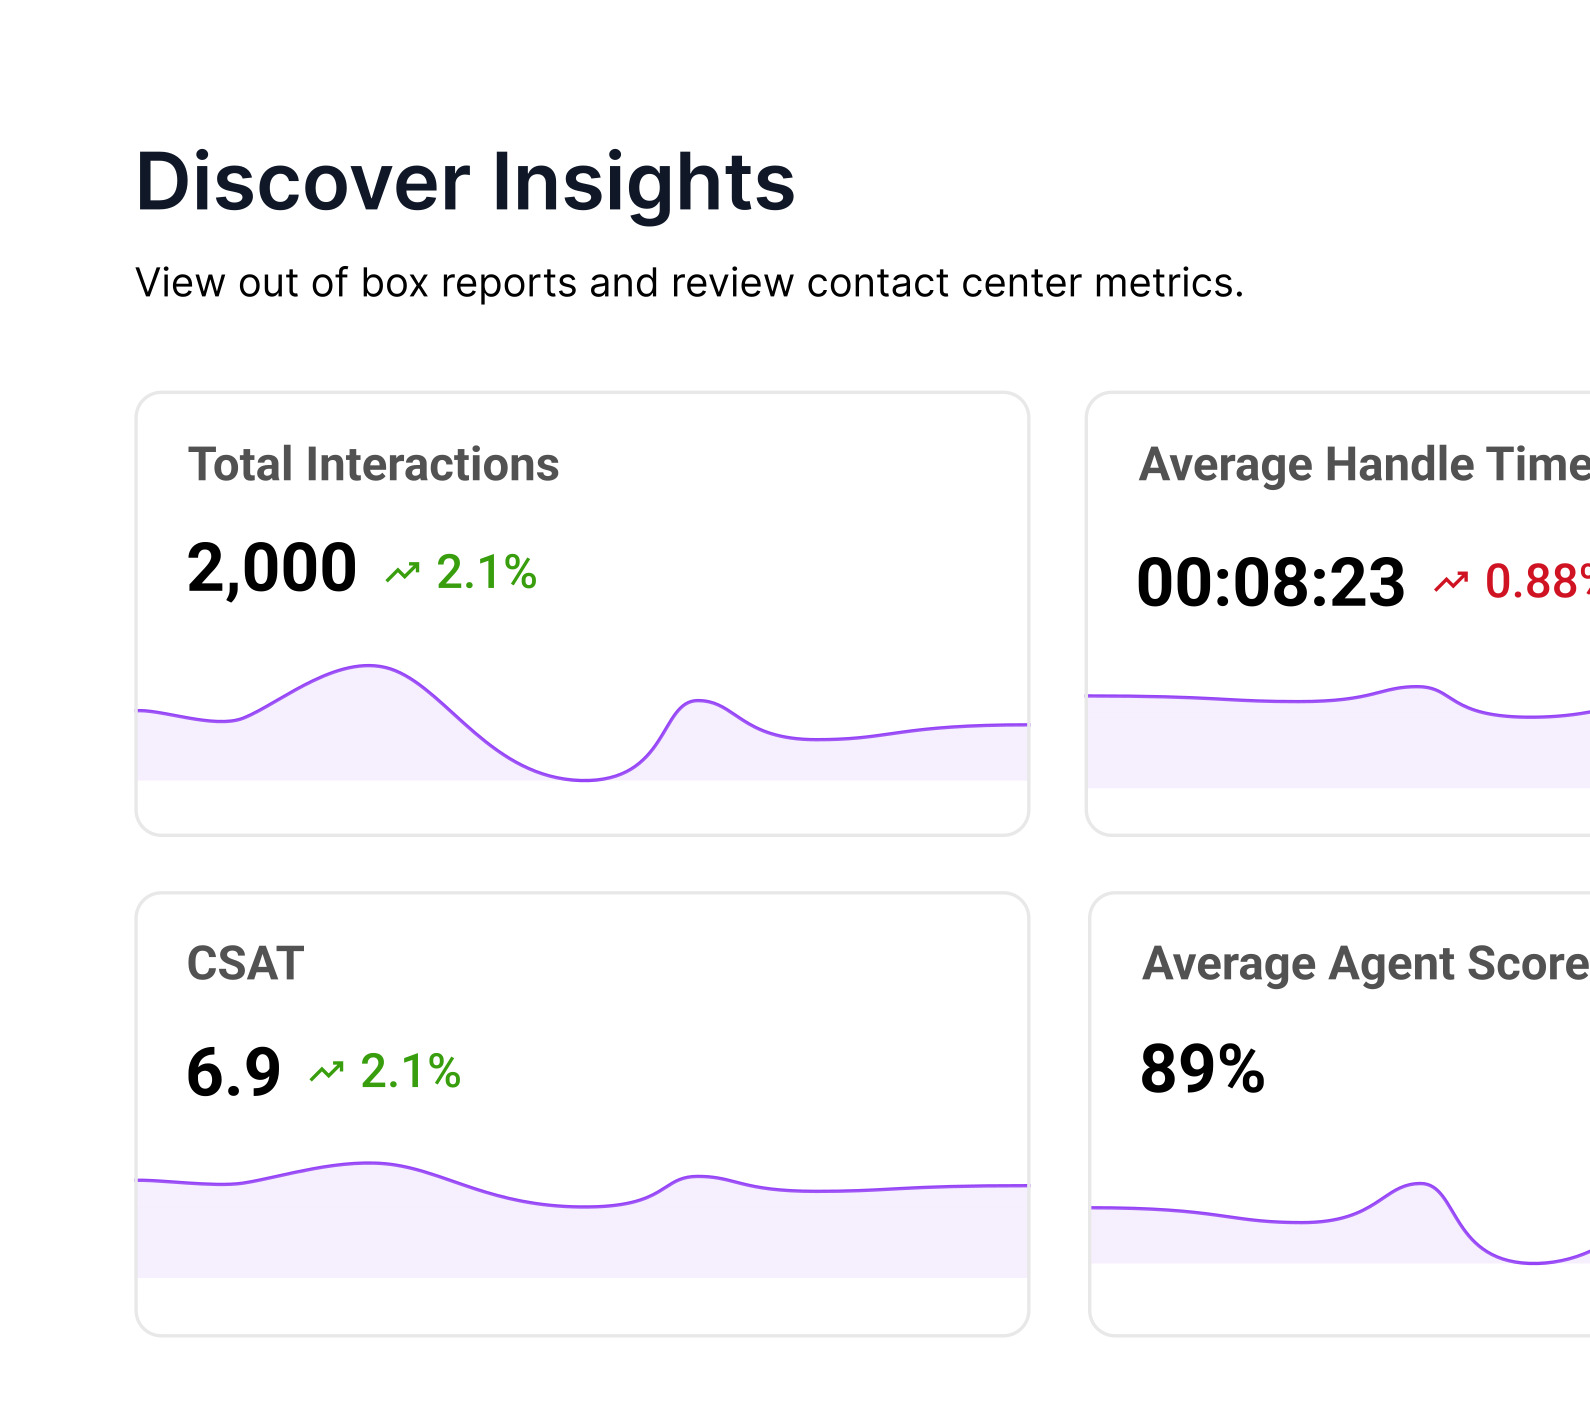 Discover Insights
View out of box reports and review contact center metrics.
Total Interactions
2,000 2.1%
Average Handle Time
00:08:23 0.88%
CSAT
6.9 2.1%
Average Agent Score
89%